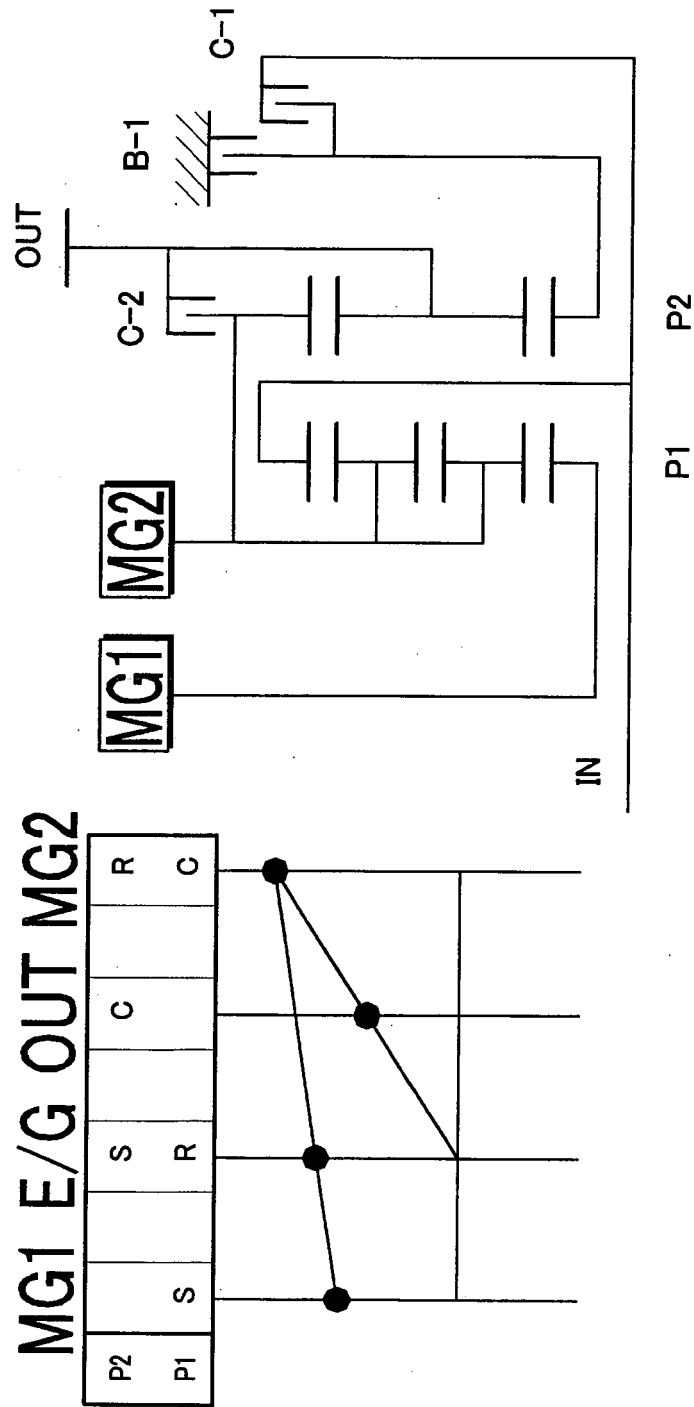 MG1 E/G OUT MG2
P2 S C R
P1 S R C
MG1
MG2
OUT
C-2
B-1
C-1
IN
P1
P2